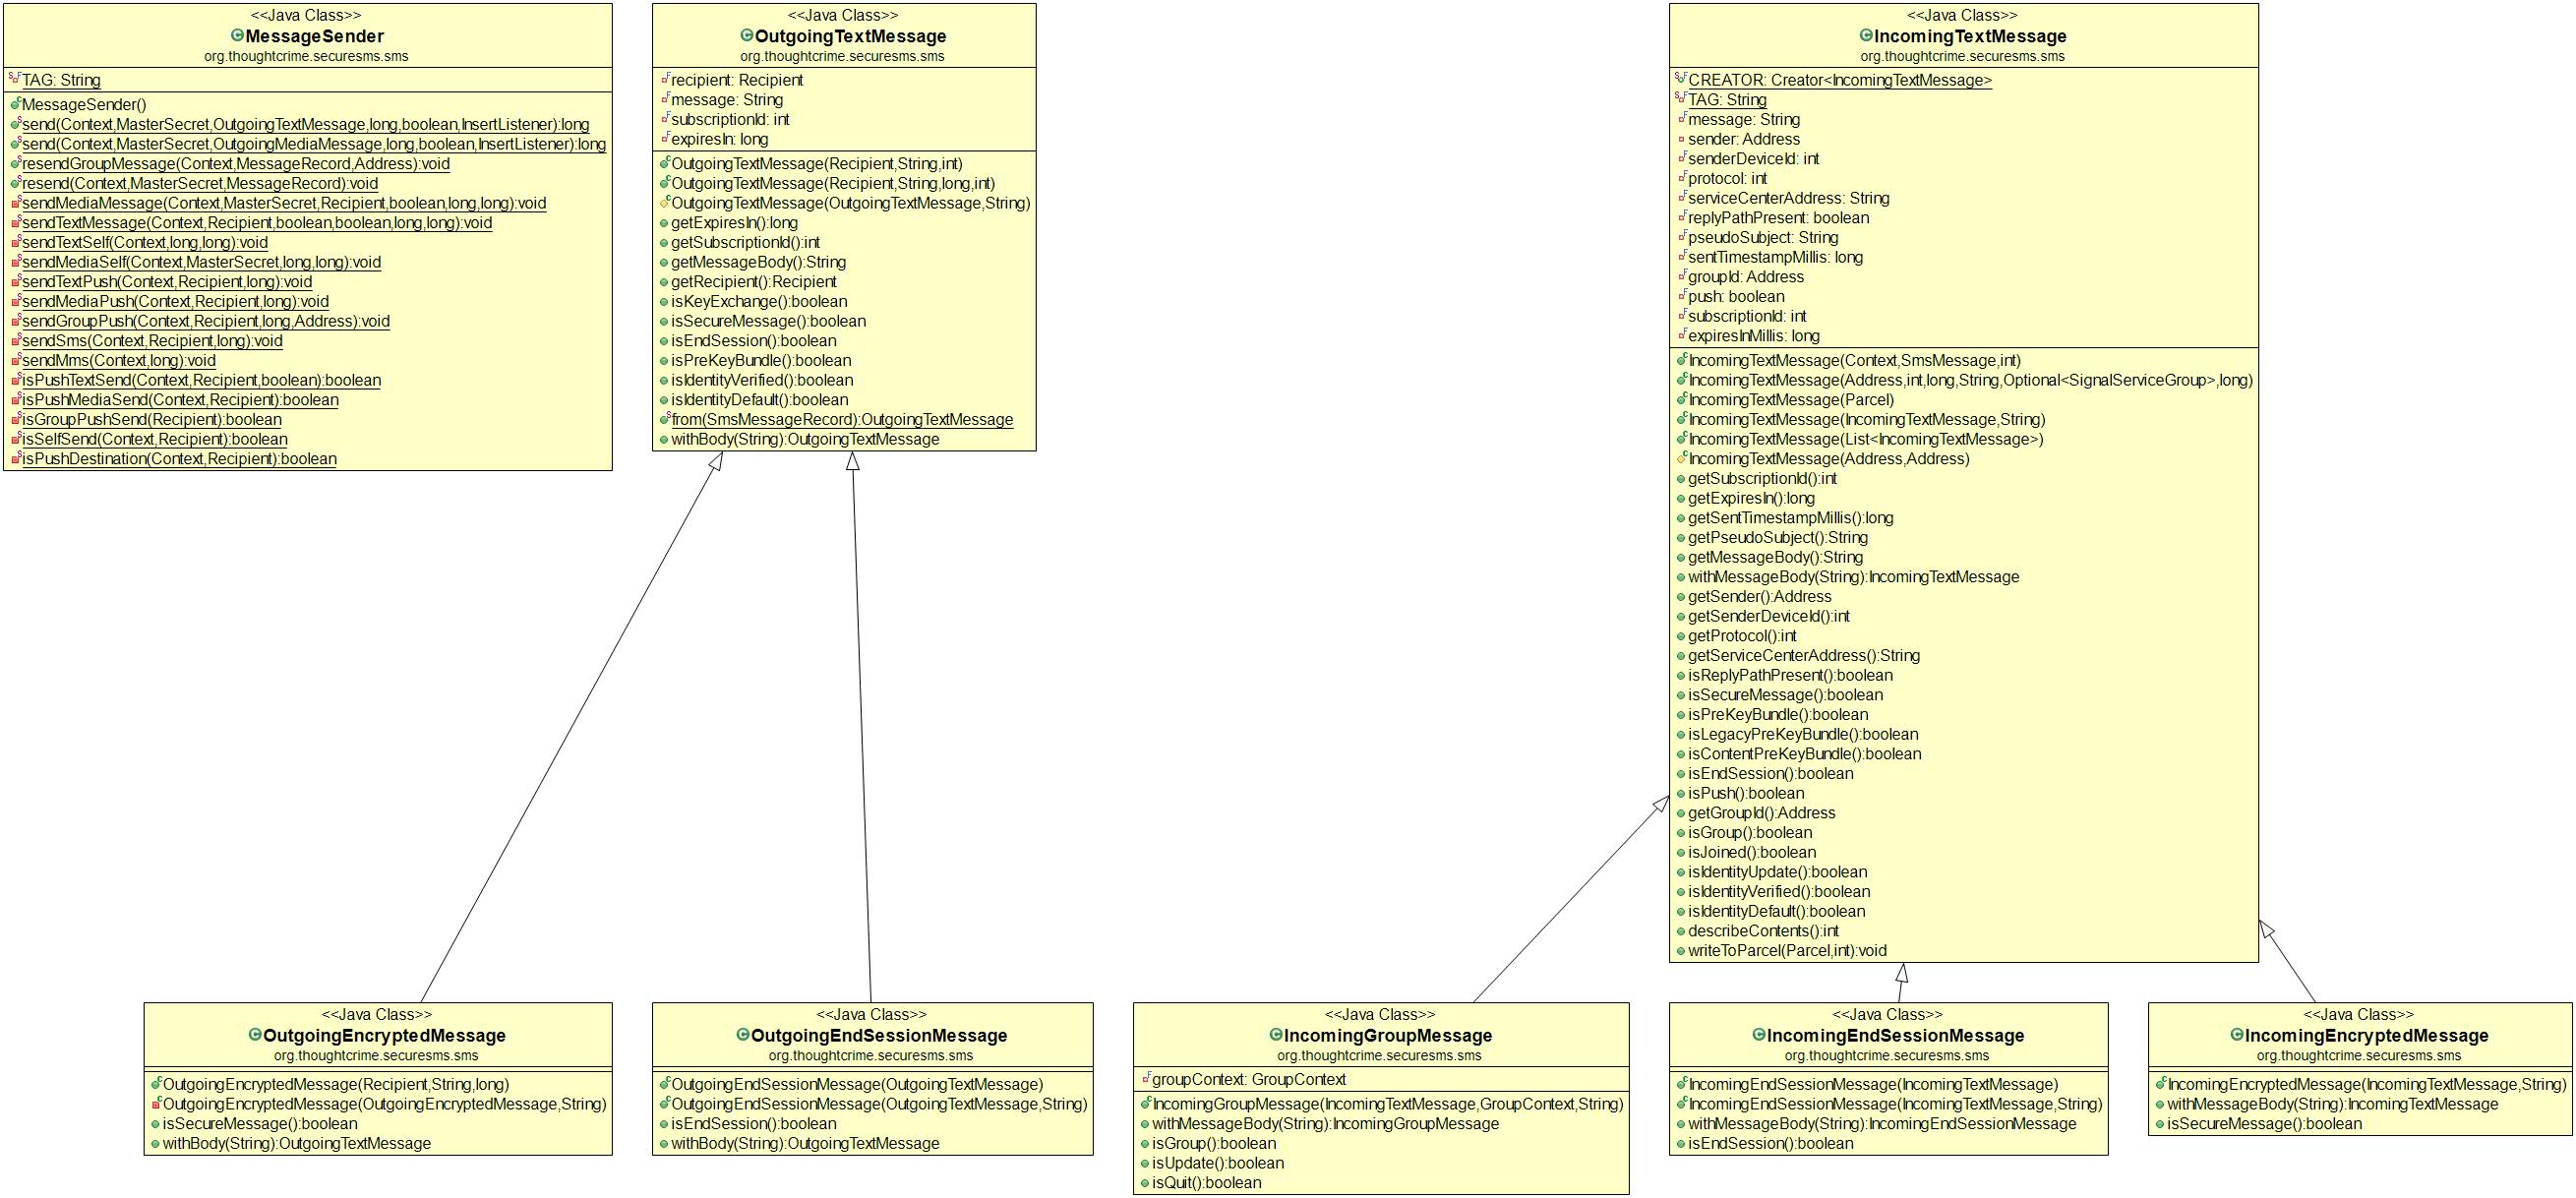 <<Java Class>>
MessageSender
org.thoughtcrime.securesms.sms
TAG: String
MessageSender()
send(Context,MasterSecret,OutgoingTextMessage,long,boolean,InsertListener):long
send(Context,MasterSecret,OutgoingMediaMessage,long,boolean,InsertListener):long
resendGroupMessage(Context,MessageRecord,Address):void
resend(Context,MasterSecret,MessageRecord):void
sendMediaMessage(Context,MasterSecret,Recipient,boolean,long,long):void
sendTextMessage(Context,Recipient,boolean,boolean,long,long):void
sendTextSelf(Context,long,long):void
sendMediaSelf(Context,MasterSecret,long,long):void
sendTextPush(Context,Recipient,long):void
sendMediaPush(Context,Recipient,long):void
sendGroupPush(Context,Recipient,long,Address):void
sendSms(Context,Recipient,long):void
sendMms(Context,long):void
isPushTextSend(Context,Recipient,boolean):boolean
isPushMediaSend(Context,Recipient):boolean
isGroupPushSend(Recipient):boolean
isSelfSend(Context,Recipient):boolean
isPushDestination(Context,Recipient):boolean
<<Java Class>>
OutgoingTextMessage
org.thoughtcrime.securesms.sms
recipient: Recipient
message: String
subscriptionId: int
expiresIn: long
OutgoingTextMessage(Recipient,String,int)
OutgoingTextMessage(Recipient,String,long,int)
OutgoingTextMessage(OutgoingTextMessage,String)
getExpiresIn():long
getSubscriptionId():int
getMessageBody():String
getRecipient():Recipient
isKeyExchange():boolean
isSecureMessage():boolean
isEndSession():boolean
isPreKeyBundle():boolean
isIdentityVerified():boolean
isIdentityDefault():boolean
from(SmsMessageRecord):OutgoingTextMessage
withBody(String):OutgoingTextMessage
<<Java Class>>
IncomingTextMessage
org.thoughtcrime.securesms.sms
CREATOR: Creator<IncomingTextMessage>
TAG: String
message: String
sender: Address
senderDeviceId: int
protocol: int
serviceCenterAddress: String
replyPathPresent: boolean
pseudoSubject: String
sentTimestampMillis: long
groupId: Address
push: boolean
subscriptionId: int
expiresInMillis: long
IncomingTextMessage(Context,SmsMessage,int)
IncomingTextMessage(Address,int,long,String,Optional<SignalServiceGroup>,long)
IncomingTextMessage(Parcel)
IncomingTextMessage(IncomingTextMessage,String)
IncomingTextMessage(List<IncomingTextMessage>)
IncomingTextMessage(Address,Address)
getSubscriptionId():int
getExpiresIn():long
getSentTimestampMillis():long
getPseudoSubject():String
getMessageBody():String
withMessageBody(String):IncomingTextMessage
getSender():Address
getSenderDeviceId():int
getProtocol():int
getServiceCenterAddress():String
isReplyPathPresent():boolean
isSecureMessage():boolean
isPreKeyBundle():boolean
isLegacyPreKeyBundle():boolean
isContentPreKeyBundle():boolean
isEndSession():boolean
isPush():boolean
getGroupId():Address
isGroup():boolean
isJoined():boolean
isIdentityUpdate():boolean
isIdentityVerified():boolean
isIdentityDefault():boolean
describeContents():int
writeToParcel(Parcel,int):void
<<Java Class>>
OutgoingEncryptedMessage
org.thoughtcrime.securesms.sms
OutgoingEncryptedMessage(Recipient,String,long)
OutgoingEncryptedMessage(OutgoingEncryptedMessage,String)
isSecureMessage():boolean
withBody(String):OutgoingTextMessage
<<Java Class>>
OutgoingEndSessionMessage
org.thoughtcrime.securesms.sms
OutgoingEndSessionMessage(OutgoingTextMessage)
OutgoingEndSessionMessage(OutgoingTextMessage,String)
isEndSession():boolean
withBody(String):OutgoingTextMessage
<<Java Class>>
IncomingGroupMessage
org.thoughtcrime.securesms.sms
groupContext: GroupContext
IncomingGroupMessage(IncomingTextMessage,GroupContext,String)
withMessageBody(String):IncomingGroupMessage
isGroup():boolean
isUpdate():boolean
isQuit():boolean
<<Java Class>>
IncomingEndSessionMessage
org.thoughtcrime.securesms.sms
IncomingEndSessionMessage(IncomingTextMessage)
IncomingEndSessionMessage(IncomingTextMessage,String)
withMessageBody(String):IncomingEndSessionMessage
isEndSession():boolean
<<Java Class>>
IncomingEncryptedMessage
org.thoughtcrime.securesms.sms
IncomingEncryptedMessage(IncomingTextMessage,String)
withMessageBody(String):IncomingTextMessage
isSecureMessage():boolean